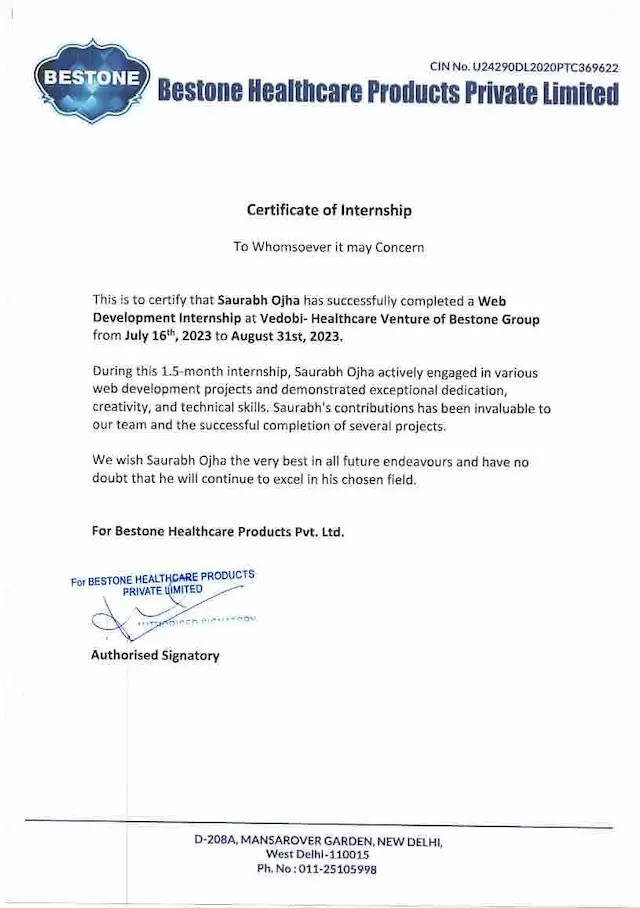 BESTONE
CIN No. U24290DL2020PTC369622
Bestone Healthcare Products Private Limited
Certificate of Internship
To Whomsoever it may Concern
This is to certify that Saurabh Ojha has successfully completed a Web
Development Internship at Vedobi- Healthcare Venture of Bestone Group
from July 16th, 2023 to August 31st, 2023.
During this 1.5-month internship, Saurabh Ojha actively engaged in various
web development projects and demonstrated exceptional dedication,
creativity, and technical skills. Saurabh's contributions has been invaluable to
our team and the successful completion of several projects.
We wish Saurabh Ojha the very best in all future endeavours and have no
doubt that he will continue to excel in his chosen field.
For Bestone Healthcare Products Pvt. Ltd.
For BESTONE HEALTHCARE PRODUCTS
PRIVATE LIMITED
AUTHORISED SIGNATORY
Authorised Signatory
D-208A, MANSAROVER GARDEN, NEW DELHI,
West Delhi-110015
Ph. No : 011-25105998